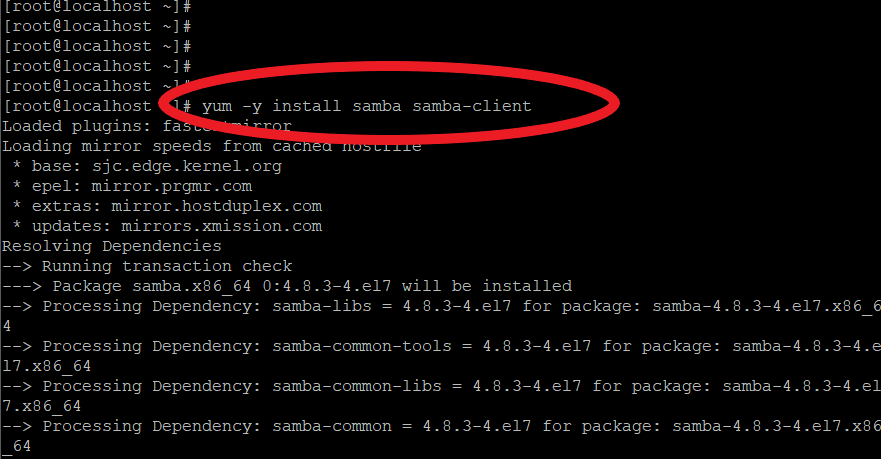 [root@localhost ~]#
[root@localhost ~]#
[root@localhost ~]#
[root@localhost ~]#
[root@localhost ~]#
[root@localhost ~]# yum -y install samba samba-client
Loaded plugins: fastestmirror
Loading mirror speeds from cached hostfile
 * base: sjc.edge.kernel.org
 * epel: mirror.prgmr.com
 * extras: mirror.hostduplex.com
 * updates: mirrors.xmission.com
Resolving Dependencies
--> Running transaction check
---> Package samba.x86_64 0:4.8.3-4.el7 will be installed
--> Processing Dependency: samba-libs = 4.8.3-4.el7 for package: samba-4.8.3-4.el7.x86_6
4
--> Processing Dependency: samba-common-tools = 4.8.3-4.el7 for package: samba-4.8.3-4.e
l7.x86_64
--> Processing Dependency: samba-common-libs = 4.8.3-4.el7 for package: samba-4.8.3-4.el
7.x86_64
--> Processing Dependency: samba-common = 4.8.3-4.el7 for package: samba-4.8.3-4.el7.x86
_64